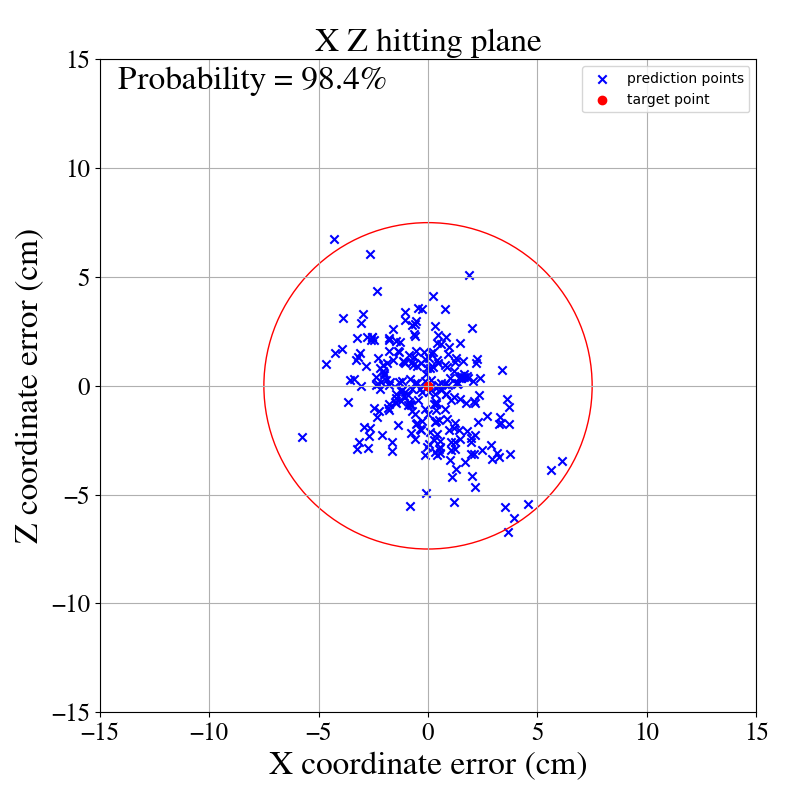 X Z hitting plane
Probability = 98.4%
prediction points
target point
Z coordinate error (cm)
15
10
5
0
−5
−10
−15
−15
−10
−5
0
5
10
15
X coordinate error (cm)